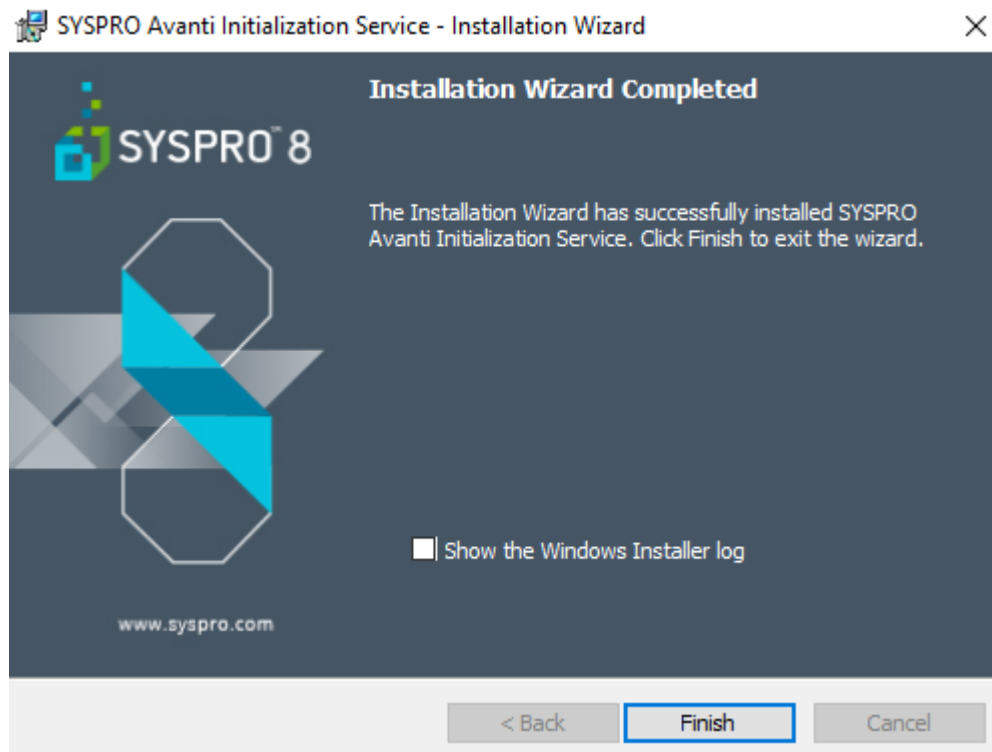 SYSPRO Avanti Initialization Service - Installation Wizard
Installation Wizard Completed
SYSPRO™ 8
The Installation Wizard has successfully installed SYSPRO
Avanti Initialization Service. Click Finish to exit the wizard.
Show the Windows Installer log
www.syspro.com
< Back
Finish
Cancel